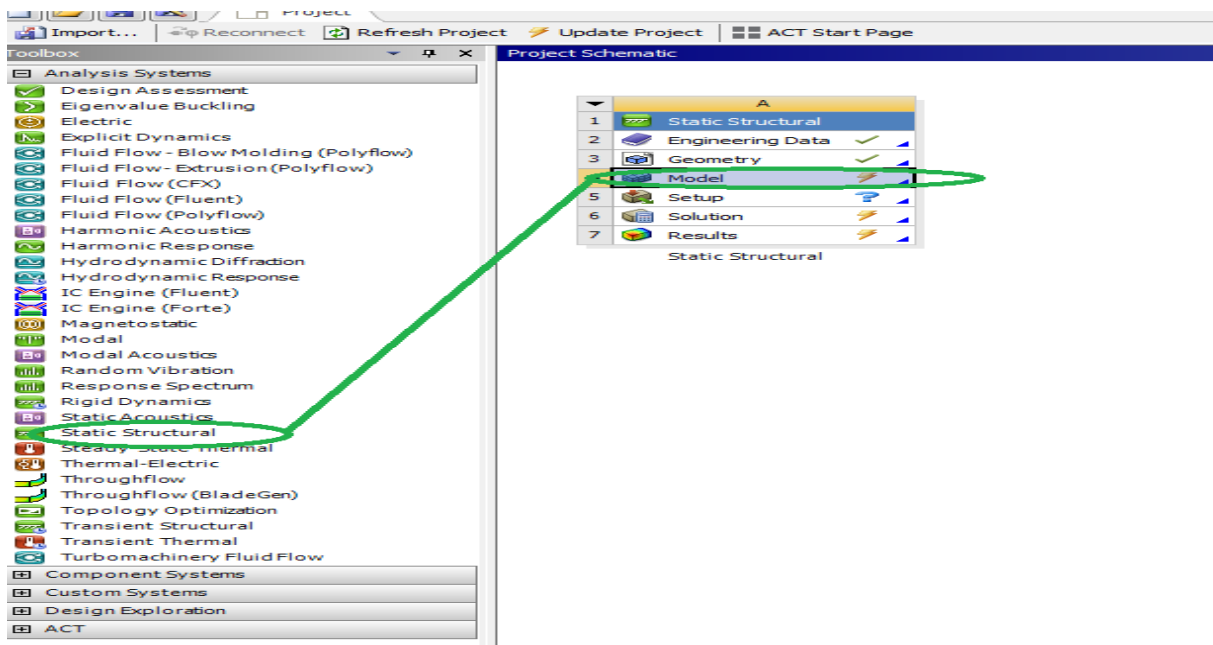 Project
Import... Reconnect Refresh Project Update Project ACT Start Page
Toolbox
Project Schematic
Analysis Systems
Design Assessment
Eigenvalue Buckling
Electric
Explicit Dynamics
Fluid Flow - Blow Molding (Polyflow)
Fluid Flow - Extrusion (Polyflow)
Fluid Flow (CFX)
Fluid Flow (Fluent)
Fluid Flow (Polyflow)
Harmonic Acoustics
Harmonic Response
Hydrodynamic Diffraction
Hydrodynamic Response
IC Engine (Fluent)
IC Engine (Forte)
Magnetostatic
Modal
Modal Acoustics
Random Vibration
Response Spectrum
Rigid Dynamics
Static Acoustics
Static Structural
Steady-State Thermal
Thermal-Electric
Throughflow
Throughflow (BladeGen)
Topology Optimization
Transient Structural
Transient Thermal
Turbomachinery Fluid Flow
Component Systems
Custom Systems
Design Exploration
ACT
A
1 Static Structural
2 Engineering Data
3 Geometry
Model
5 Setup
6 Solution
7 Results
Static Structural